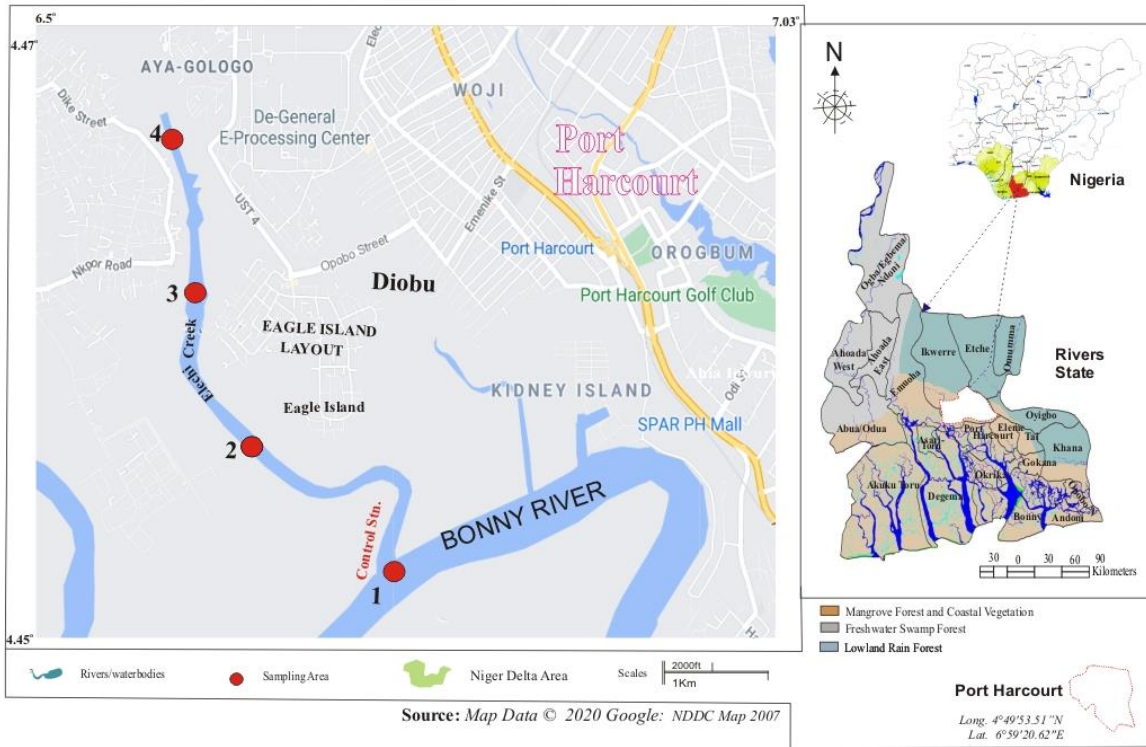 6.5°
7.03°
4.47°
AYA-GOLOGO
WOJI
Dike Street
4
De-General
E-Processing Center
Port
Harcourt
Emenike St
UST 4
Port Harcourt
OROGBUM
Opobo Street
Nkpor Road
Diobu
Port Harcourt Golf Club
3
EAGLE ISLAND
LAYOUT
Elechi Creek
KIDNEY ISLAND
Odi St
Eagle Island
SPAR PH Mall
2
BONNY RIVER
Control Stn.
1
4.45°
Rivers/waterbodies
Sampling Area
Niger Delta Area
Scales
2000ft
1Km
Source: Map Data © 2020 Google: NDDC Map 2007
N
Nigeria
Ogba/Egbema/
Ndoni
Ahoada
West
Ahoada
East
Ikwerre
Etche
Omumma
Rivers
State
Emuoha
Abua/Odua
Oyigbo
Port
Harcourt
Eleme
Tai
Khana
Asari-
Toru
Gokana
Okrika
Akuku Toru
Degema
Bonny
Andoni
30 0 30 60 90
Kilometers
Mangrove Forest and Coastal Vegetation
Freshwater Swamp Forest
Lowland Rain Forest
Port Harcourt
Long. 4°49'53.51"N
Lat. 6°59'20.62"E